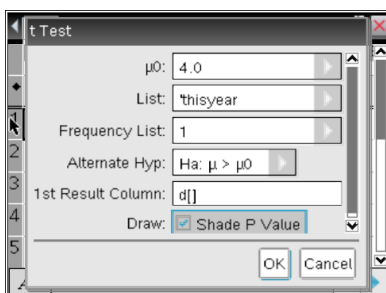 t Test
μ0: 4.0
List: 'thisyear
Frequency List: 1
Alternate Hyp: Ha: μ > μ0
1st Result Column: d[]
Draw: Shade P Value
OK Cancel
1
2
3
4
5